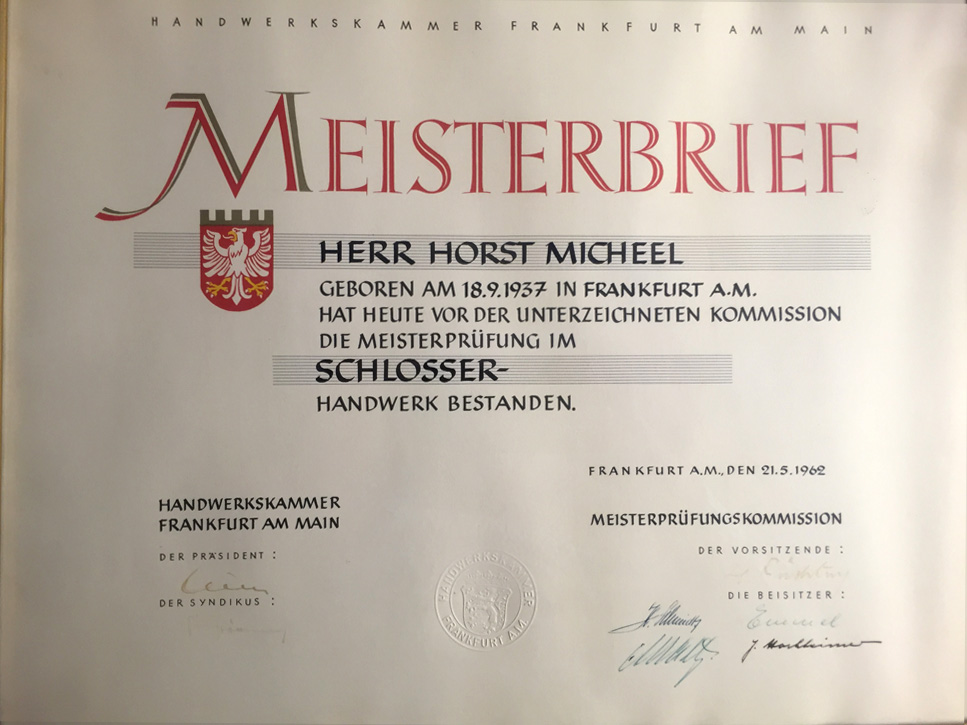 HANDWERKSKAMMER FRANKFURT AM MAIN
MEISTERBRIEF
HERR HORST MICHEEL
GEBOREN AM 18.9.1937 IN FRANKFURT A.M.
HAT HEUTE VOR DER UNTERZEICHNETEN KOMMISSION
DIE MEISTERPRÜFUNG IM
SCHLOSSER-
HANDWERK BESTANDEN.
FRANKFURT A.M., DEN 21.5.1962
HANDWERKSKAMMER
FRANKFURT AM MAIN
DER PRÄSIDENT :
DER SYNDIKUS :
HANDWERKSKAMMER
FRANKFURT A.M.
MEISTERPRÜFUNGSKOMMISSION
DER VORSITZENDE :
DIE BEISITZER :